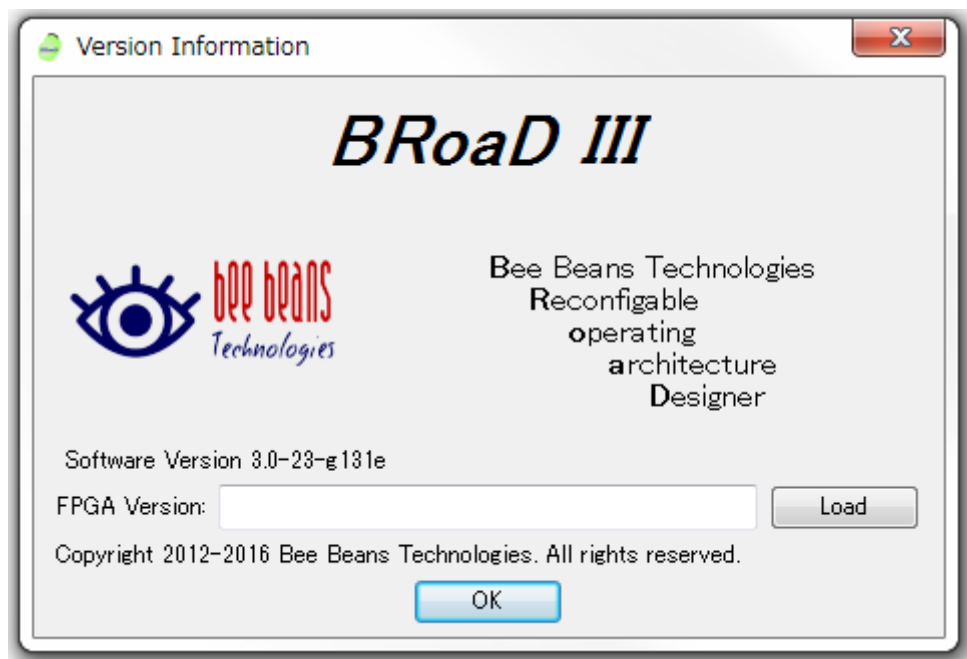 Version Information
BRoaD III
bee beans
Technologies
Bee Beans Technologies
Reconfigable
operating
architecture
Designer
Software Version 3.0-23-g131e
FPGA Version:
Load
Copyright 2012-2016 Bee Beans Technologies. All rights reserved.
OK